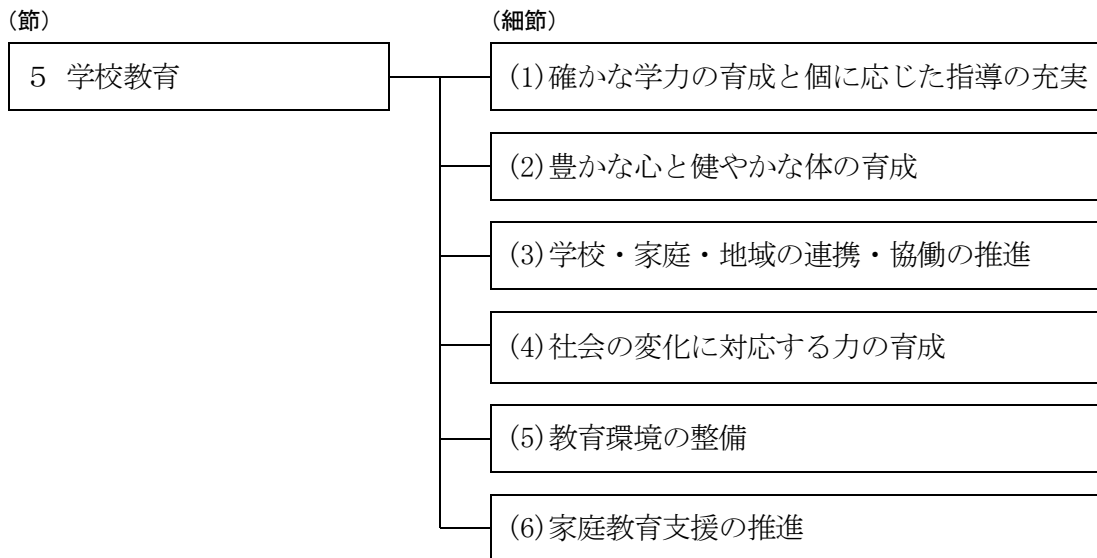 (節)
(細節)
5 学校教育
(1)確かな学力の育成と個に応じた指導の充実
(2)豊かな心と健やかな体の育成
(3)学校・家庭・地域の連携・協働の推進
(4)社会の変化に対応する力の育成
(5)教育環境の整備
(6)家庭教育支援の推進